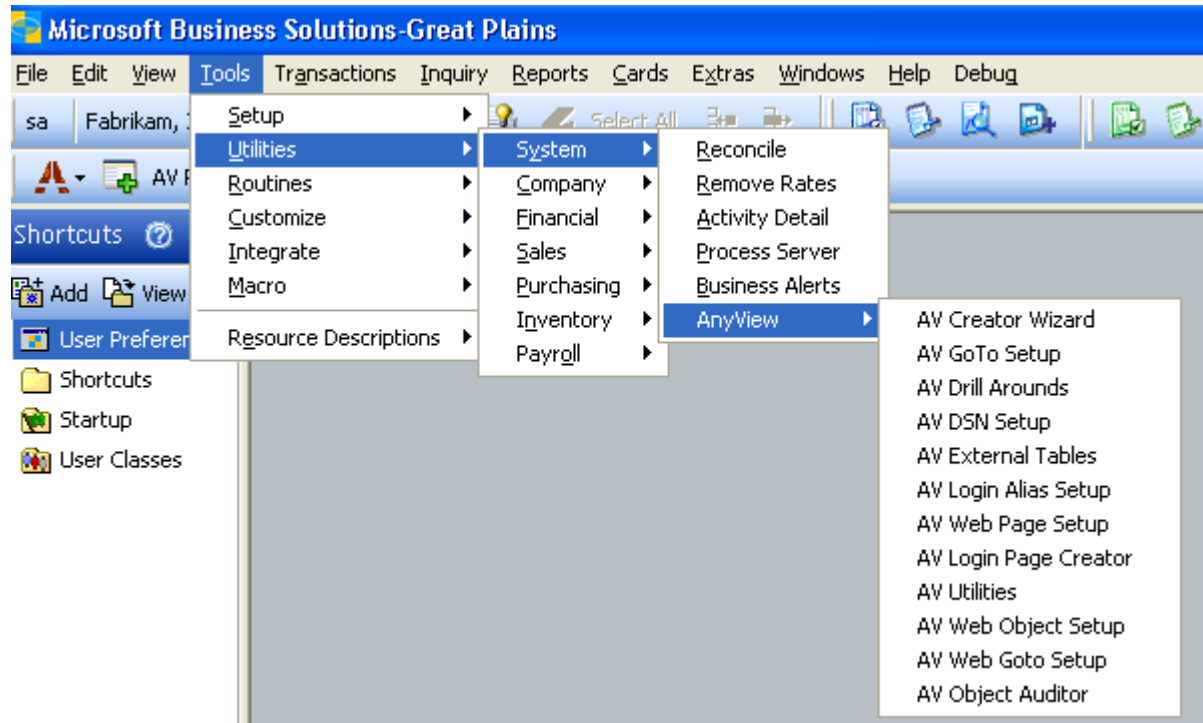 Microsoft Business Solutions-Great Plains
File Edit View Tools Transactions Inquiry Reports Cards Extras Windows Help Debug
sa Fabrikam, Select All
AV
Shortcuts
Add View
User
Shortcuts
Startup
User Classes
Setup
Utilities
Routines
Customize
Integrate
Macro
Resource Descriptions
System
Company
Financial
Sales
Purchasing
Inventory
Payroll
Reconcile
Remove Rates
Activity Detail
Process Server
Business Alerts
AnyView
AV Creator Wizard
AV GoTo Setup
AV Drill Arounds
AV DSN Setup
AV External Tables
AV Login Alias Setup
AV Web Page Setup
AV Login Page Creator
AV Utilities
AV Web Object Setup
AV Web Goto Setup
AV Object Auditor